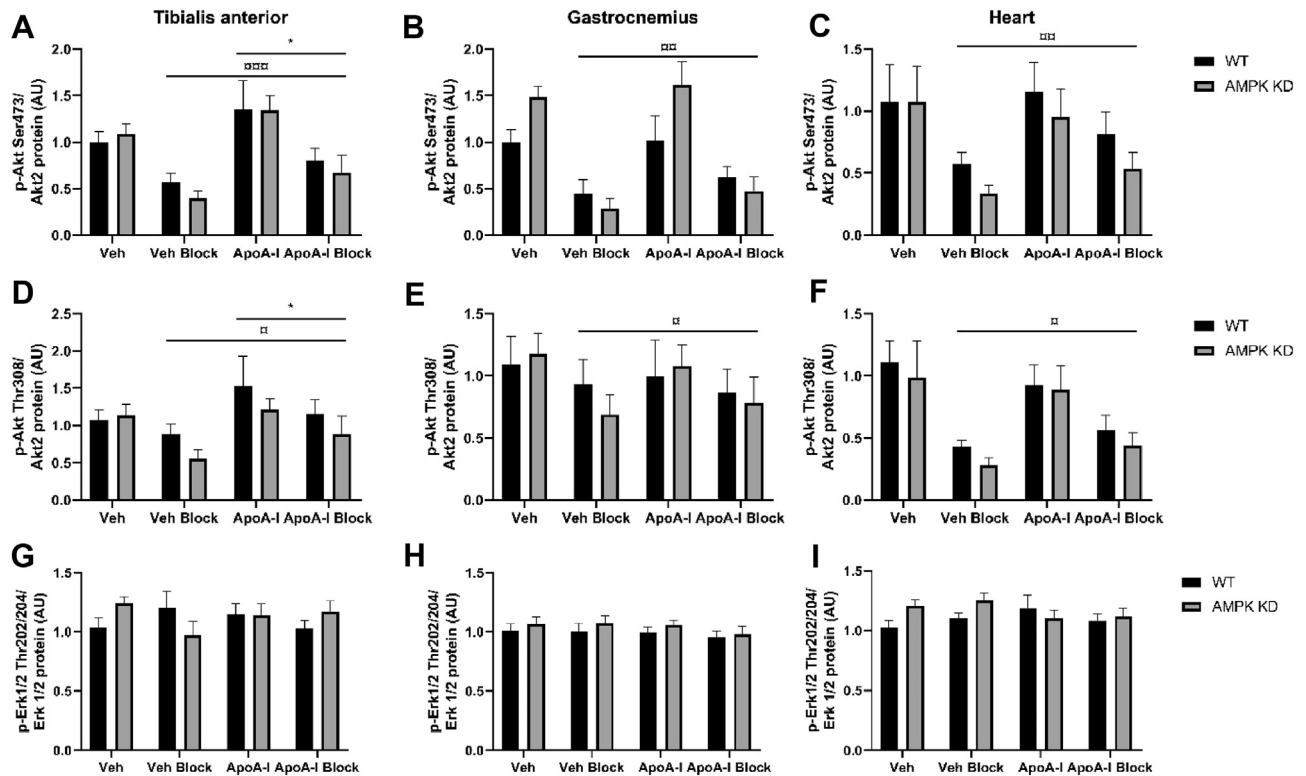 Tibialis anterior
Gastrocnemius
Heart
A
p-Akt Ser473/
Akt2 protein (AU)
2.0
1.5
1.0
0.5
0.0
*
¤¤¤
Veh
Veh Block
ApoA-I
ApoA-I Block
B
p-Akt Ser473/
Akt2 protein (AU)
2.0
1.5
1.0
0.5
0.0
¤¤
Veh
Veh Block
ApoA-I
ApoA-I Block
C
p-Akt Ser473/
Akt2 protein (AU)
1.5
1.0
0.5
0.0
¤¤
Veh
Veh Block
ApoA-I
ApoA-I Block
WT
AMPK KD
D
p-Akt Thr308/
Akt2 protein (AU)
2.5
2.0
1.5
1.0
0.5
0.0
*
¤
Veh
Veh Block
ApoA-I
ApoA-I Block
E
p-Akt Thr308/
Akt2 protein (AU)
1.5
1.0
0.5
0.0
¤
Veh
Veh Block
ApoA-I
ApoA-I Block
F
p-Akt Thr308/
Akt2 protein (AU)
1.5
1.0
0.5
0.0
¤
Veh
Veh Block
ApoA-I
ApoA-I Block
WT
AMPK KD
G
p-Erk1/2 Thr202/204/
Erk 1/2 protein (AU)
1.5
1.0
0.5
0.0
Veh
Veh Block
ApoA-I
ApoA-I Block
H
p-Erk1/2 Thr202/204/
Erk 1/2 protein (AU)
1.5
1.0
0.5
0.0
Veh
Veh Block
ApoA-I
ApoA-I Block
I
p-Erk1/2 Thr202/204/
Erk 1/2 protein (AU)
1.5
1.0
0.5
0.0
Veh
Veh Block
ApoA-I
ApoA-I Block
WT
AMPK KD